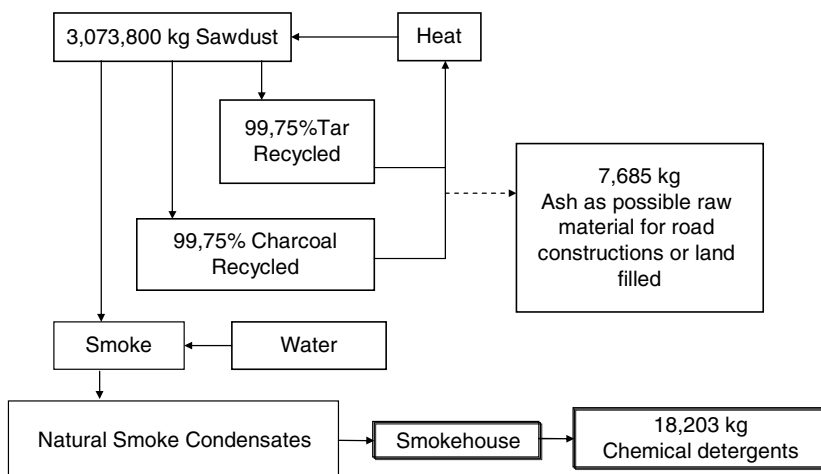 3,073,800 kg Sawdust
Heat
99,75%Tar
Recycled
7,685 kg
Ash as possible raw
material for road
constructions or land
filled
99,75% Charcoal
Recycled
Smoke
Water
Natural Smoke Condensates
Smokehouse
18,203 kg
Chemical detergents